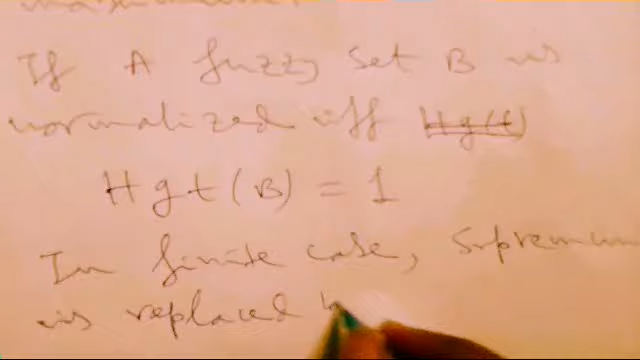 If A fuzzy set B is
normalized iff Hgt(
Hgt(B) = 1
In finite case, Supremum
is replaced